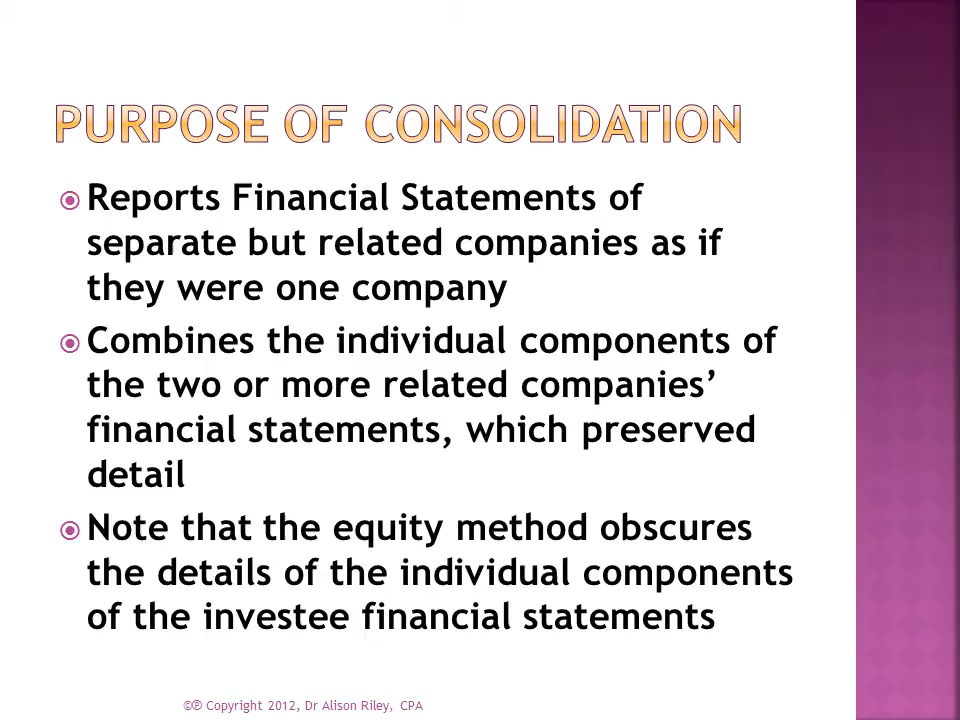 PURPOSE OF CONSOLIDATION
Reports Financial Statements of
separate but related companies as if
they were one company
Combines the individual components of
the two or more related companies’
financial statements, which preserved
detail
Note that the equity method obscures
the details of the individual components
of the investee financial statements
©℗ Copyright 2012, Dr Alison Riley, CPA